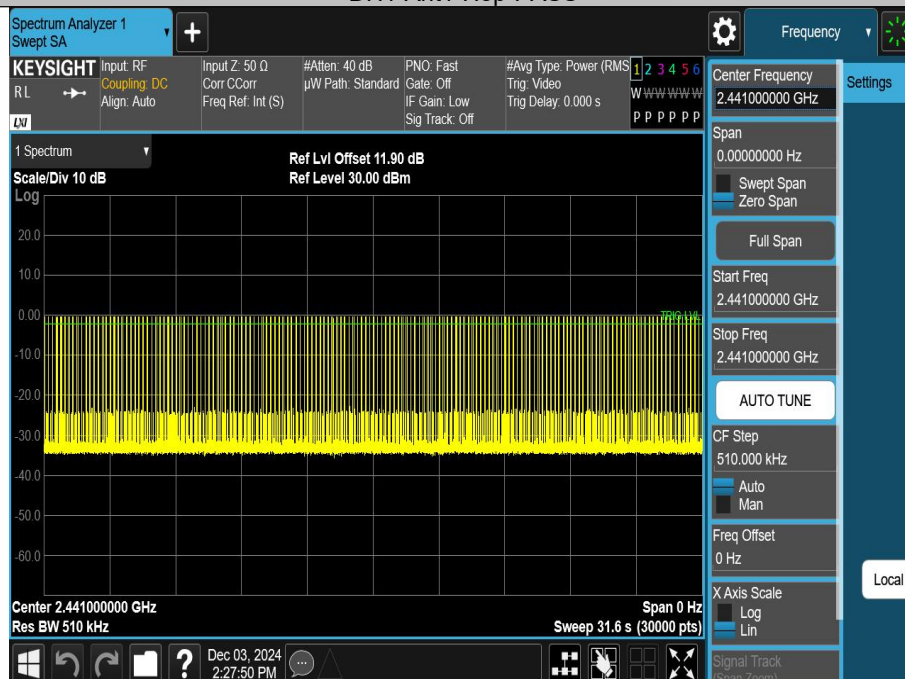 Spectrum Analyzer 1
Swept SA
Frequency
KEYSIGHT
RL
LXI
Input: RF
Coupling: DC
Align: Auto
Input Z: 50 Ω
Corr CCorr
Freq Ref: Int (S)
#Atten: 40 dB
µW Path: Standard
PNO: Fast
Gate: Off
IF Gain: Low
Sig Track: Off
#Avg Type: Power (RMS
Trig: Video
Trig Delay: 0.000 s
1 2 3 4 5 6
W W W W W W
P P P P P P
Center Frequency
2.441000000 GHz
Settings
Span
0.00000000 Hz
Swept Span
Zero Span
Full Span
Start Freq
2.441000000 GHz
Stop Freq
2.441000000 GHz
AUTO TUNE
CF Step
510.000 kHz
Auto
Man
Freq Offset
0 Hz
Local
X Axis Scale
Log
Lin
Signal Track
(Span Zoom)
1 Spectrum
Scale/Div 10 dB
Log
Ref Lvl Offset 11.90 dB
Ref Level 30.00 dBm
20.0
10.0
0.00
TRIG LVL
-10.0
-20.0
-30.0
-40.0
-50.0
-60.0
Center 2.441000000 GHz
Span 0 Hz
Res BW 510 kHz
Sweep 31.6 s (30000 pts)
?
Dec 03, 2024
2:27:50 PM